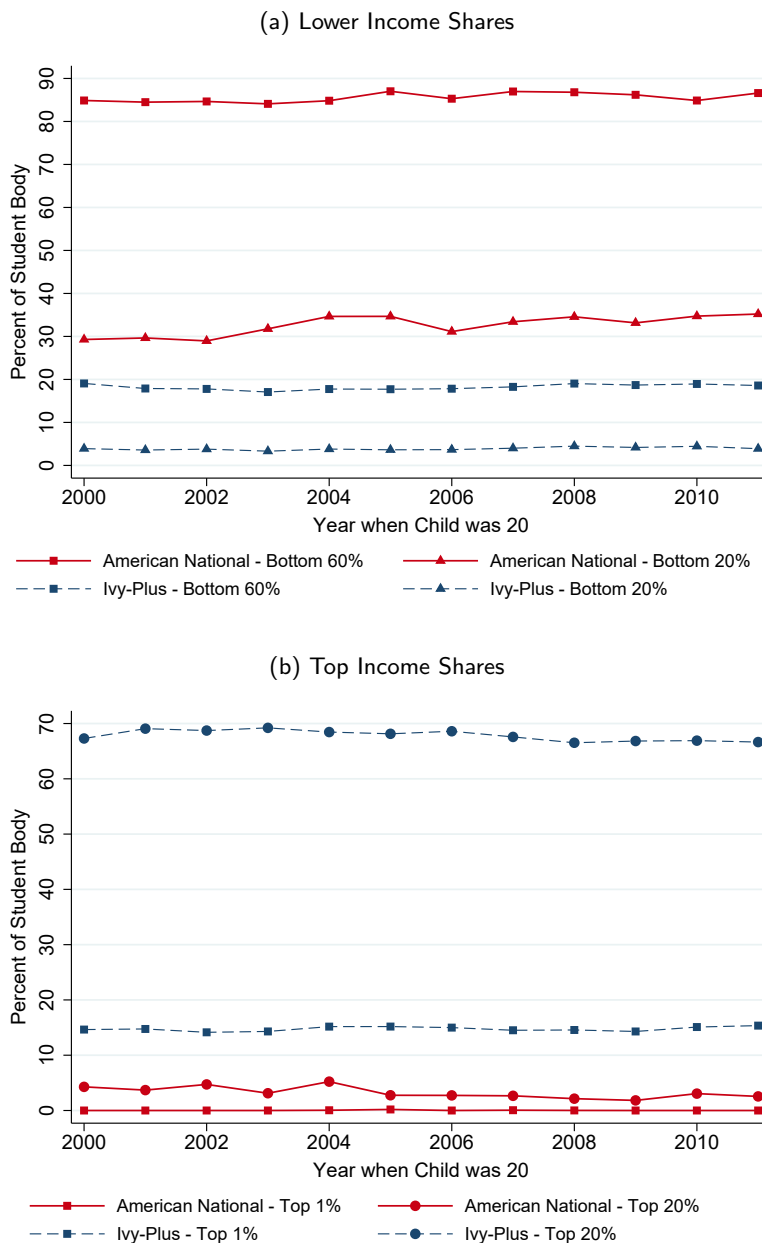 (a) Lower Income Shares
Percent of Student Body
90
80
70
60
50
40
30
20
10
0
2000 2002 2004 2006 2008 2010
Year when Child was 20
American National - Bottom 60% American National - Bottom 20%
Ivy-Plus - Bottom 60% Ivy-Plus - Bottom 20%
(b) Top Income Shares
Percent of Student Body
70
60
50
40
30
20
10
0
2000 2002 2004 2006 2008 2010
Year when Child was 20
American National - Top 1% American National - Top 20%
Ivy-Plus - Top 1% Ivy-Plus - Top 20%